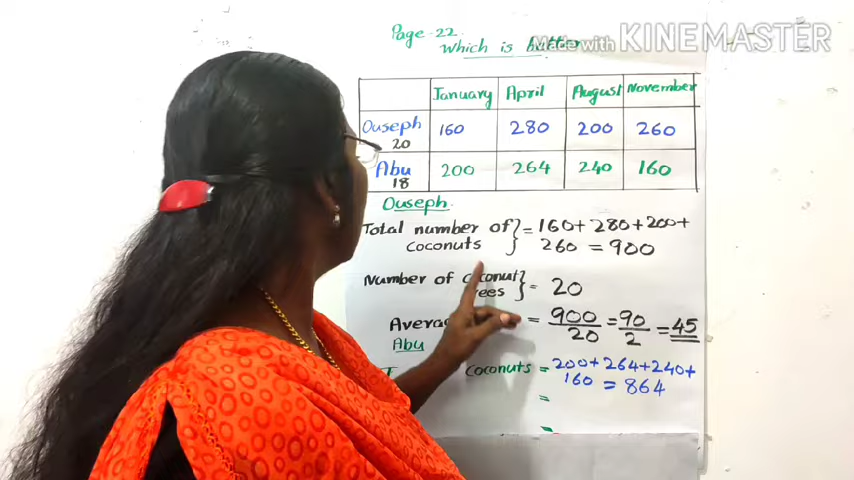 Page-22
Which is better
Made with KINEMASTER
January April August November
Ouseph 20 160 280 200 260
Abu 18 200 264 240 160
Ouseph
Total number of coconuts } = 160+280+200+
260 = 900
Number of coconut = 20
= 900/20 = 90/2 = 45
Abu
coconuts = 200+264+240+
160 = 864
=
=